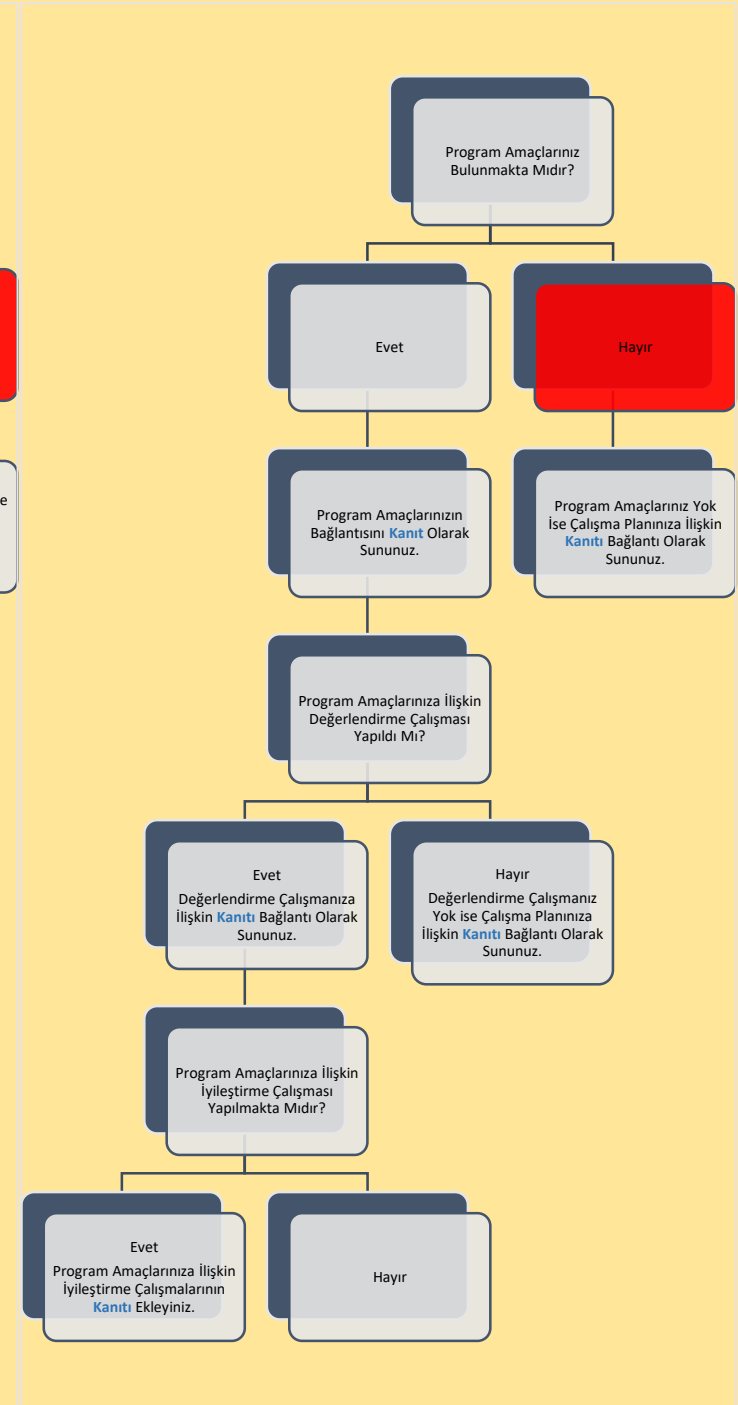 Program Amaçlarınız
Bulunmakta Mıdır?
Evet
Hayır
Program Amaçlarınızın
Bağlantısını Kanıt Olarak
Sununuz.
Program Amaçlarınız Yok
İse Çalışma Planınıza İlişkin
Kanıtı Bağlantı Olarak
Sununuz.
e
Program Amaçlarınıza İlişkin
Değerlendirme Çalışması
Yapıldı Mı?
Evet
Değerlendirme Çalışmanıza
İlişkin Kanıtı Bağlantı Olarak
Sununuz.
Hayır
Değerlendirme Çalışmanız
Yok ise Çalışma Planınıza
İlişkin Kanıtı Bağlantı Olarak
Sununuz.
Program Amaçlarınıza İlişkin
İyileştirme Çalışması
Yapılmakta Mıdır?
Evet
Program Amaçlarınıza İlişkin
İyileştirme Çalışmalarının
Kanıtı Ekleyiniz.
Hayır